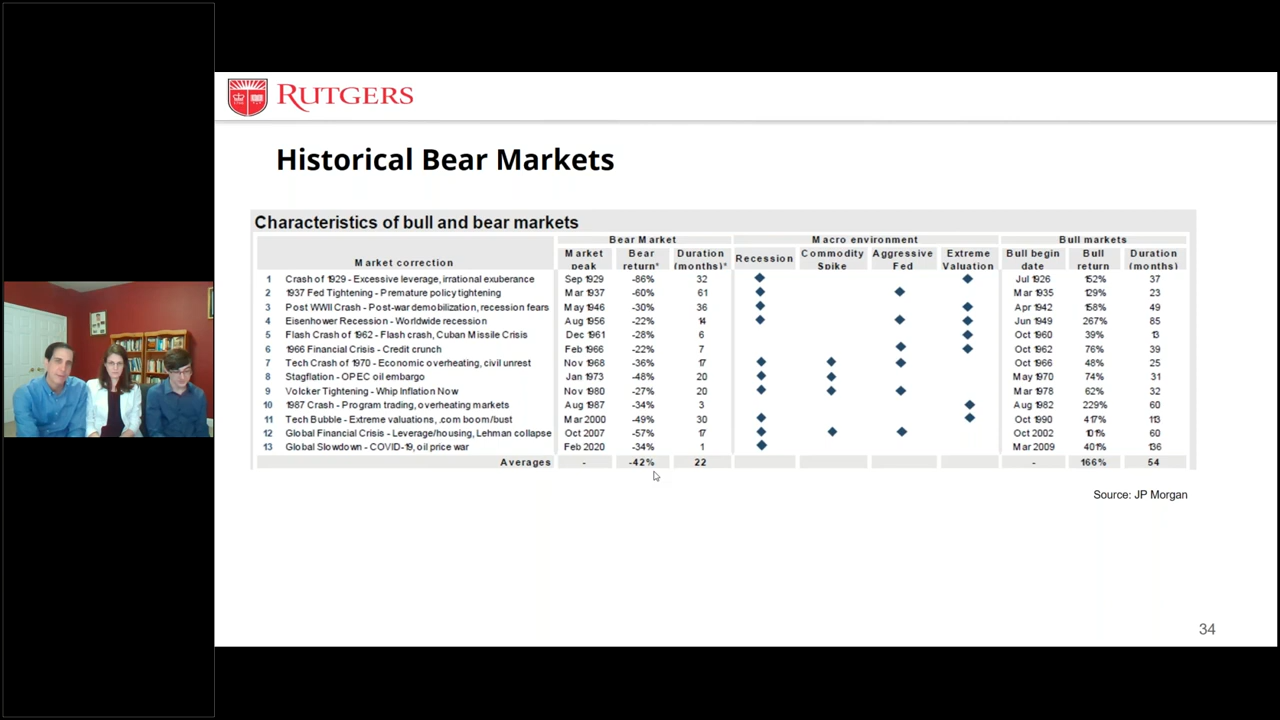 RUTGERS
Historical Bear Markets
Characteristics of bull and bear markets
Bear Market Macro environment Bull markets
Market correction Market peak Bear return* Duration (months)* Recession Commodity Spike Aggressive Fed Extreme Valuation Bull begin date Bull return Duration (months)
1 Crash of 1929 - Excessive leverage, irrational exuberance Sep 1929 -86% 32 Jul 1926 152% 37
2 1937 Fed Tightening - Premature policy tightening Mar 1937 -60% 61 Mar 1935 129% 23
3 Post WWII Crash - Post-war demobilization, recession fears May 1946 -30% 36 Apr 1942 158% 49
4 Eisenhower Recession - Worldwide recession Aug 1956 -22% 14 Jun 1949 267% 85
5 Flash Crash of 1962 - Flash crash, Cuban Missile Crisis Dec 1961 -28% 6 Oct 1960 39% 13
6 1966 Financial Crisis - Credit crunch Feb 1966 -22% 7 Oct 1962 76% 39
7 Tech Crash of 1970 - Economic overheating, civil unrest Nov 1968 -36% 17 Oct 1966 48% 25
8 Stagflation - OPEC oil embargo Jan 1973 -48% 20 May 1970 74% 31
9 Volcker Tightening - Whip Inflation Now Nov 1980 -27% 20 Mar 1978 62% 32
10 1987 Crash - Program trading, overheating markets Aug 1987 -34% 3 Aug 1982 229% 60
11 Tech Bubble - Extreme valuations, .com boom/bust Mar 2000 -49% 30 Oct 1990 417% 113
12 Global Financial Crisis - Leverage/housing, Lehman collapse Oct 2007 -57% 17 Oct 2002 101% 60
13 Global Slowdown - COVID-19, oil price war Feb 2020 -34% 1 Mar 2009 401% 136
Averages - -42% 22 - 166% 54
Source: JP Morgan
34